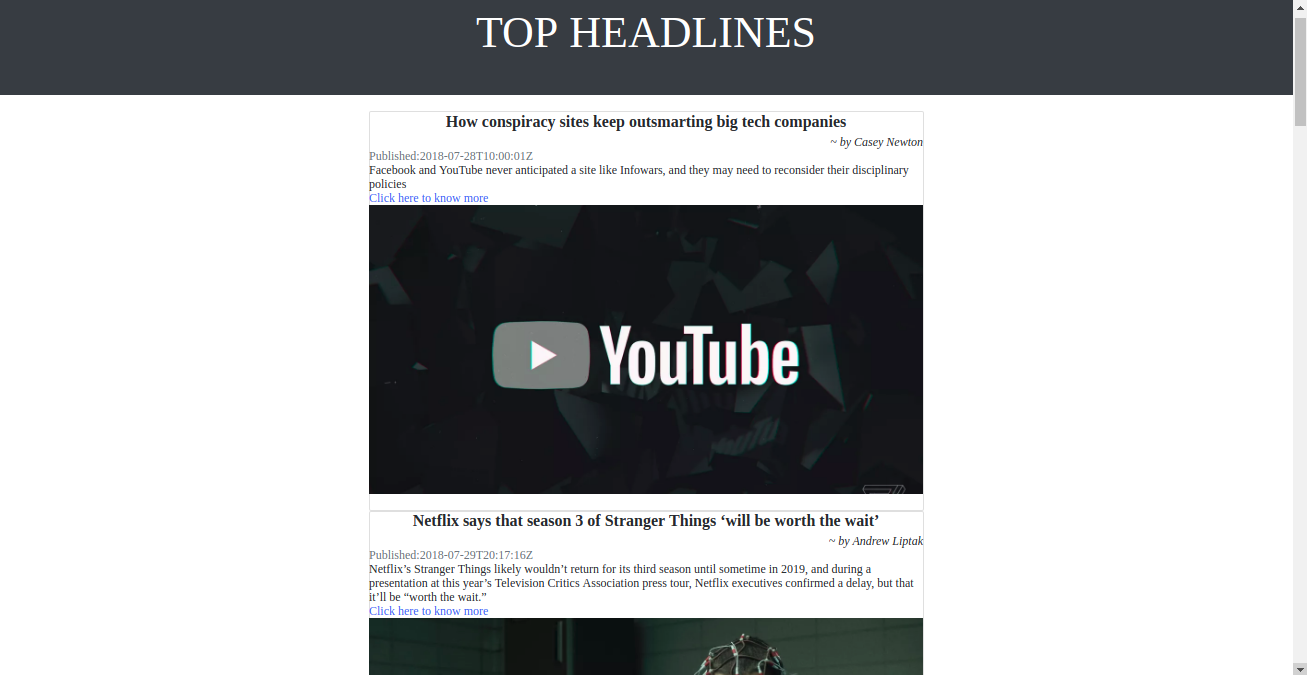 TOP HEADLINES
How conspiracy sites keep outsmarting big tech companies
~ by Casey Newton
Published:2018-07-28T10:00:01Z
Facebook and YouTube never anticipated a site like Infowars, and they may need to reconsider their disciplinary
policies
Click here to know more
YouTube
Netflix says that season 3 of Stranger Things ‘will be worth the wait’
~ by Andrew Liptak
Published:2018-07-29T20:17:16Z
Netflix’s Stranger Things likely wouldn’t return for its third season until sometime in 2019, and during a
presentation at this year’s Television Critics Association press tour, Netflix executives confirmed a delay, but that
it’ll be “worth the wait.”
Click here to know more